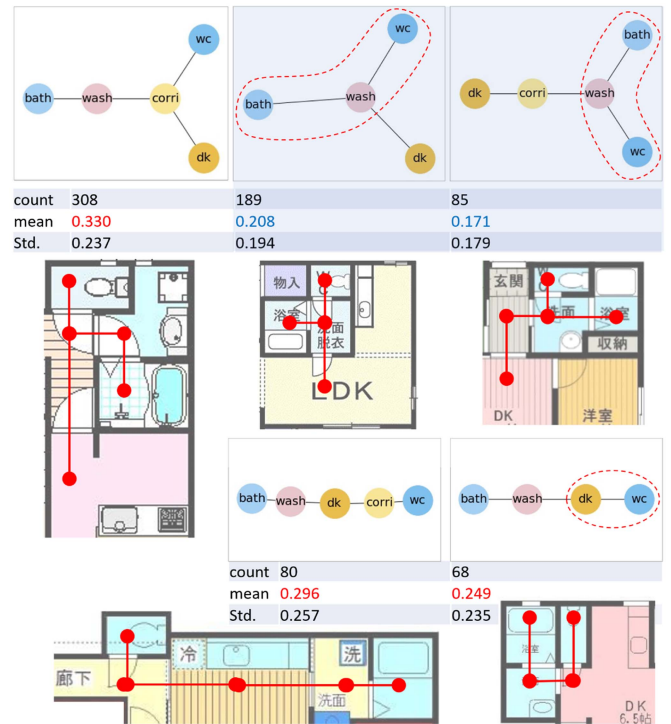 wc
bath wash corri
dk
wc
bath wash
dk
bath
dk corri wash
wc
count 308 189 85
mean 0.330 0.208 0.171
Std. 0.237 0.194 0.179
物入
浴室
洗面
脱衣
LDK
玄関
洗面
浴室
収納
DK
洋室
bath wash dk corri wc
bath wash dk wc
count 80 68
mean 0.296 0.249
Std. 0.257 0.235
廊下
冷
洗
洗面
浴室
DK
6.5帖